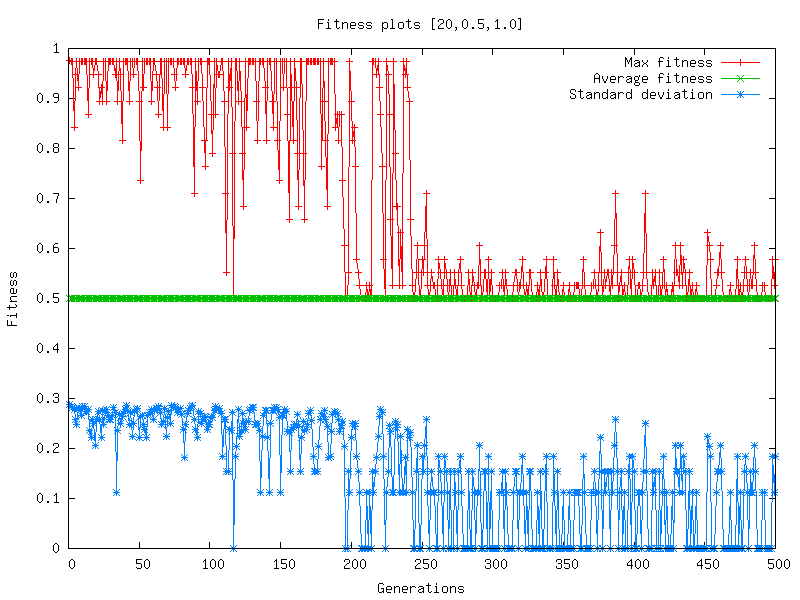 Fitness plots [20,0.5,1.0]
Max fitness
Average fitness
Standard deviation
1
0.9
0.8
0.7
0.6
0.5
0.4
0.3
0.2
0.1
0
Fitness
0 50 100 150 200 250 300 350 400 450 500
Generations